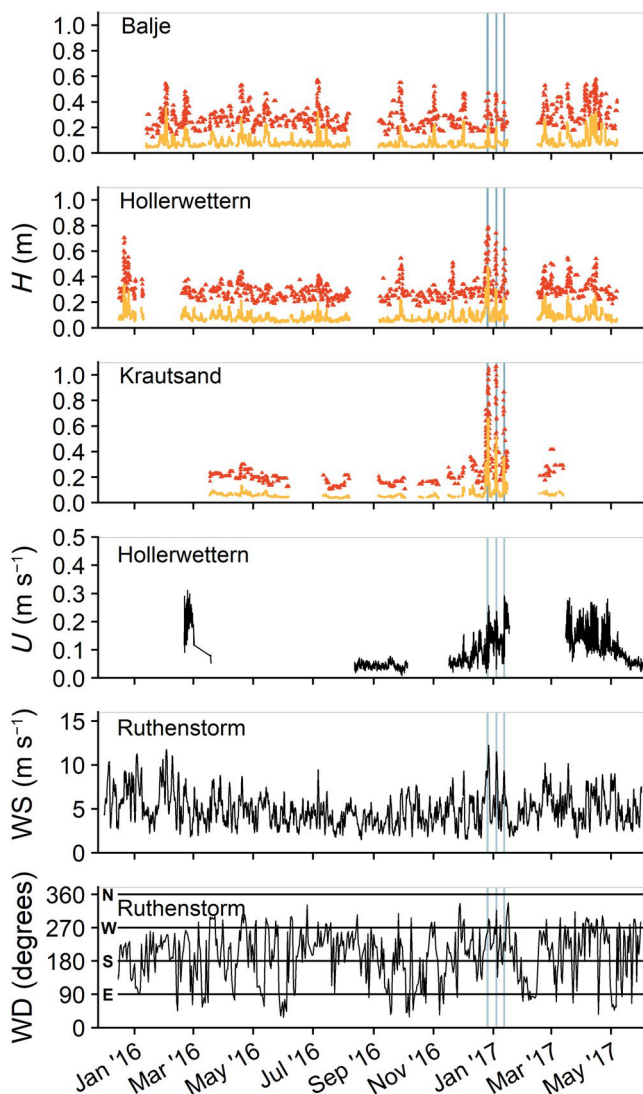 Balje
1.0
0.8
0.6
0.4
0.2
0.0
Hollerwettern
1.0
0.8
0.6
0.4
0.2
0.0
H (m)
Krautsand
1.0
0.8
0.6
0.4
0.2
0.0
Hollerwettern
0.5
0.4
0.3
0.2
0.1
0.0
U (m s⁻¹)
Ruthenstorm
15
10
5
0
WS (m s⁻¹)
Ruthenstorm
360
270
180
90
0
N
W
S
E
WD (degrees)
Jan '16
Mar '16
May '16
Jul '16
Sep '16
Nov '16
Jan '17
Mar '17
May '17